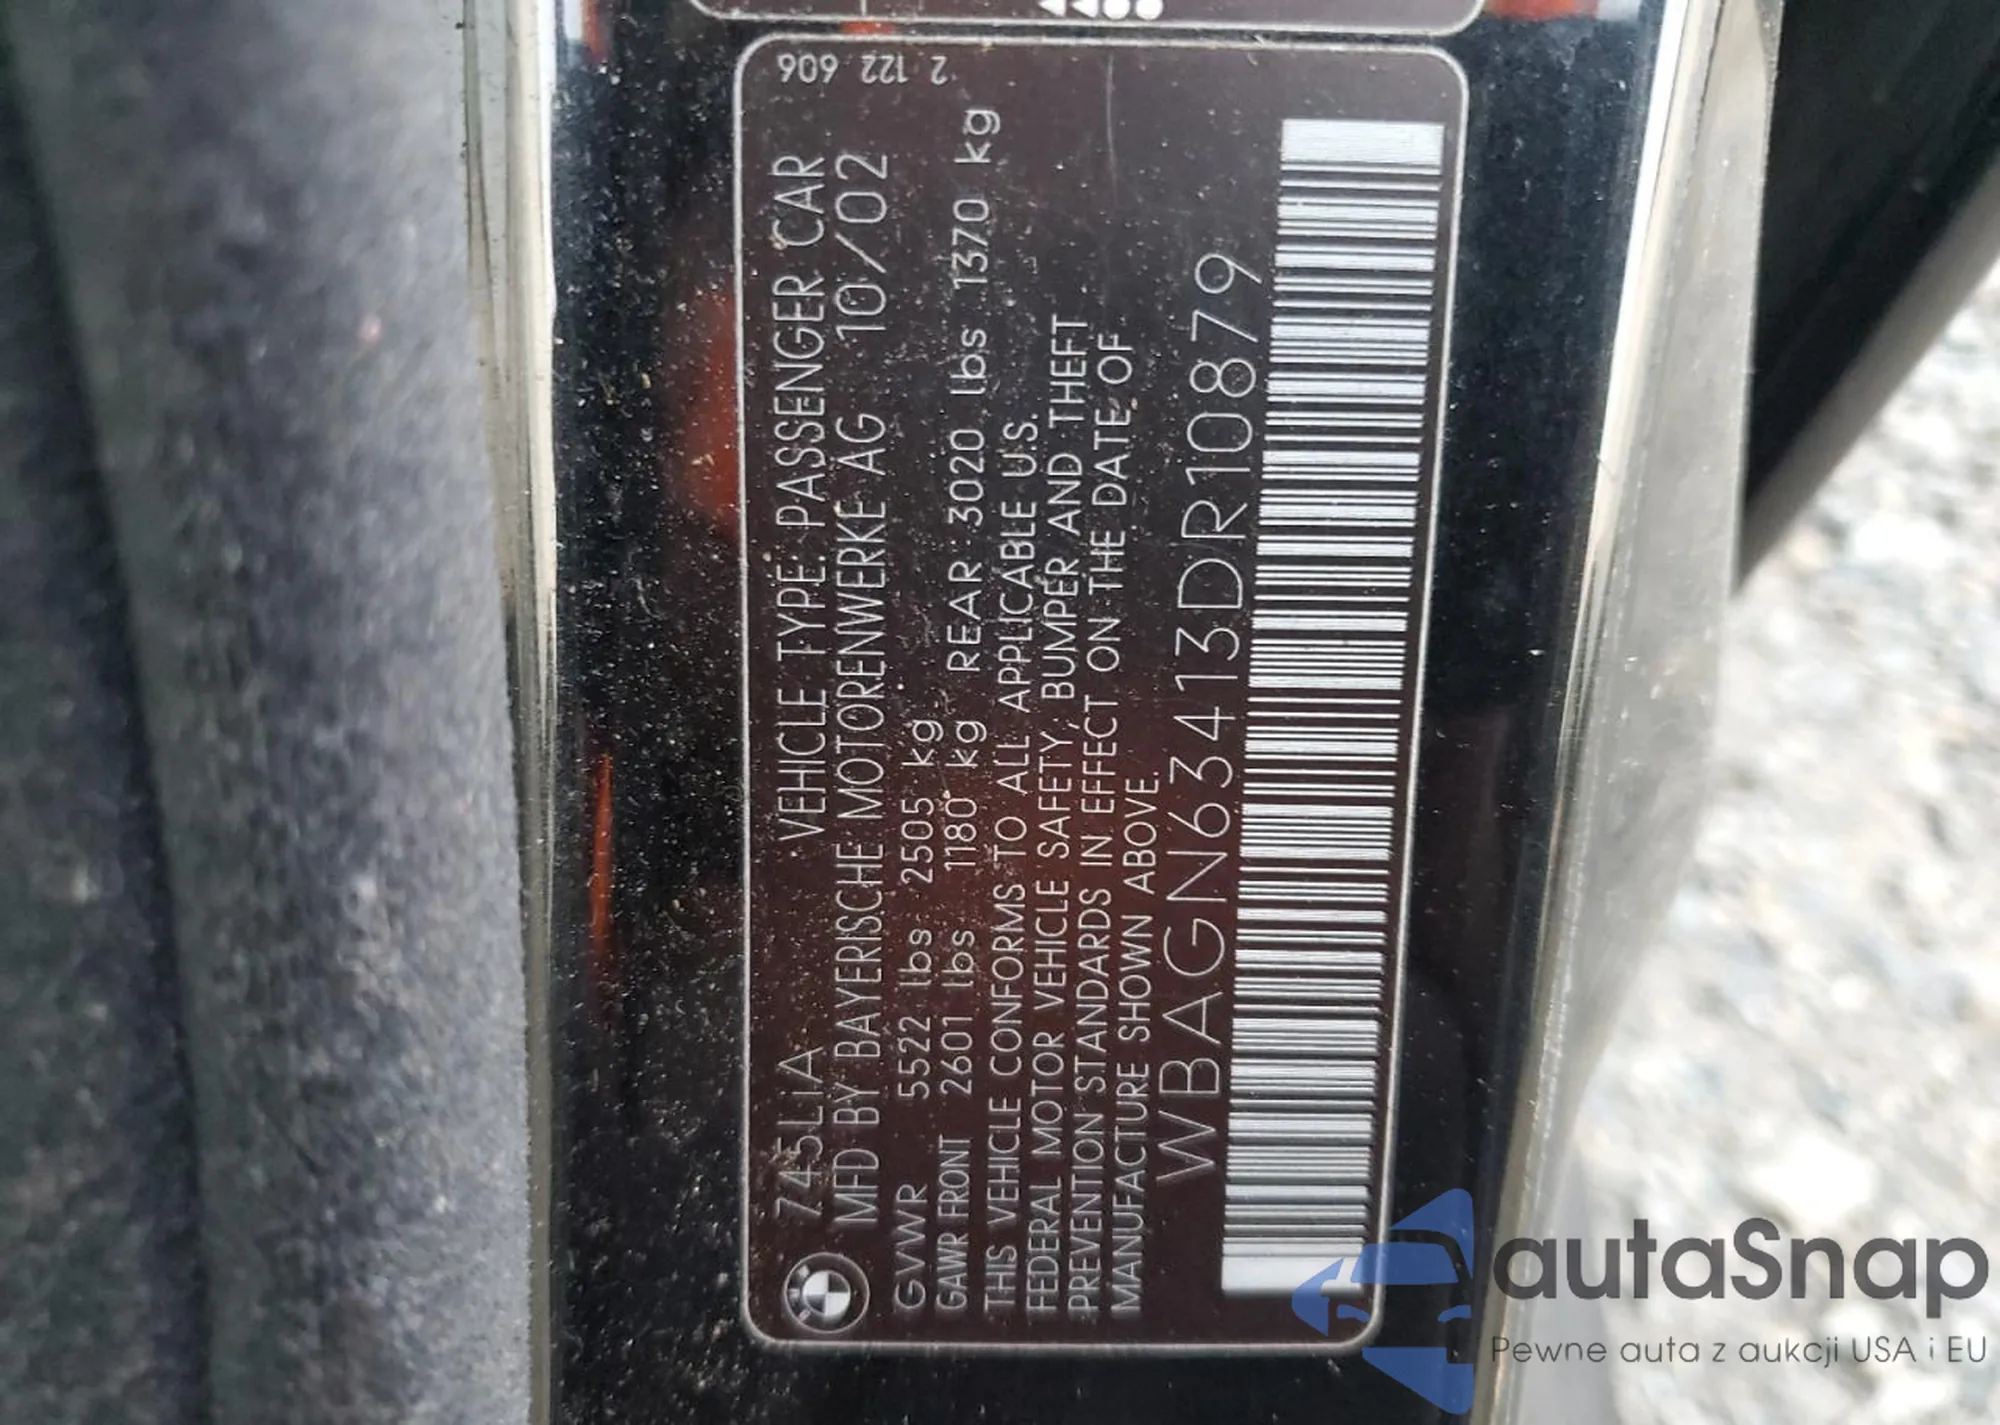 745LiA VEHICLE TYPE: PASSENGER CAR
MFD BY BAYERISCHE MOTORENWERKE AG 10/02
GVWR 5522 lbs 2505 kg
GAWR FRONT 2601 lbs 1180 kg REAR 3020 lbs 1370 kg
THIS VEHICLE CONFORMS TO ALL APPLICABLE U.S.
FEDERAL MOTOR VEHICLE SAFETY, BUMPER AND THEFT
PREVENTION STANDARDS IN EFFECT ON THE DATE OF
MANUFACTURE SHOWN ABOVE.
WBAGN63413DR10879
2 122 606
autaSnap
Pewne auta z aukcji USA i EU